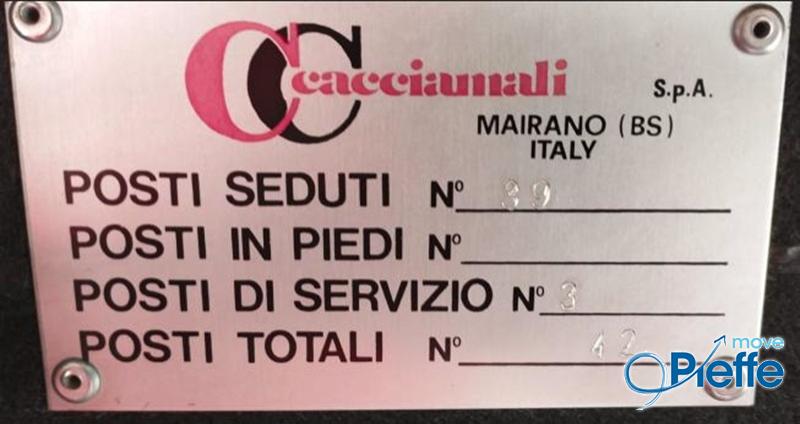 CC cacciamali S.p.A.
MAIRANO (BS)
ITALY
POSTI SEDUTI N° 39
POSTI IN PIEDI N°
POSTI DI SERVIZIO N° 3
POSTI TOTALI N° 42
move
Pieffe